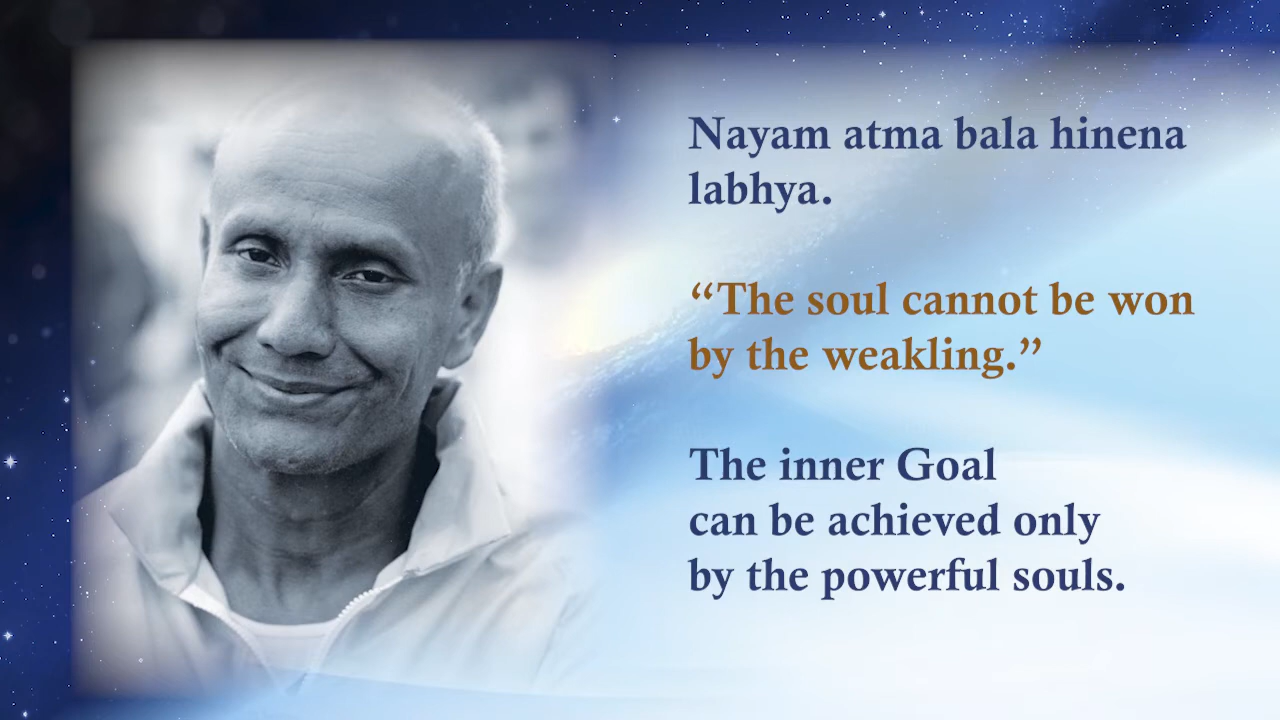 Nayam atma bala hinena
labhya.
“The soul cannot be won
by the weakling.”
The inner Goal
can be achieved only
by the powerful souls.